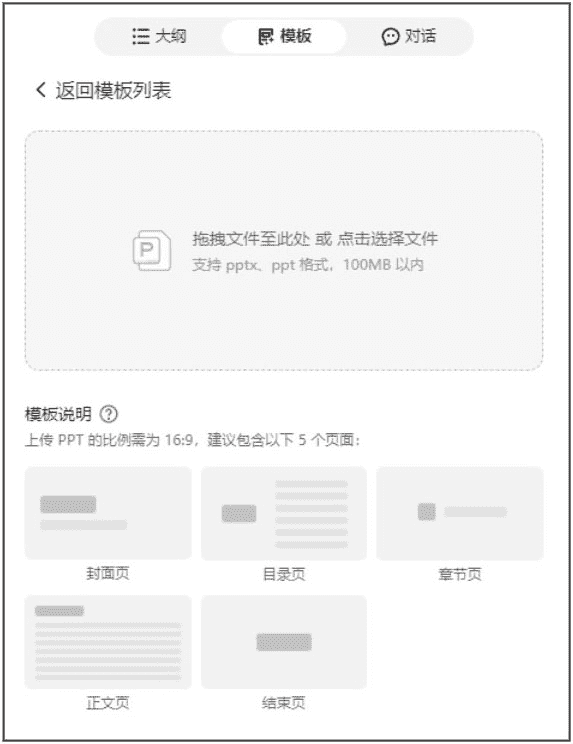 大纲 模板 对话
返回模板列表
P
拖拽文件至此处 或 点击选择文件
支持 pptx、ppt 格式，100MB 以内
模板说明 ?
上传 PPT 的比例需为 16:9，建议包含以下 5 个页面：
封面页 目录页 章节页
正文页 结束页